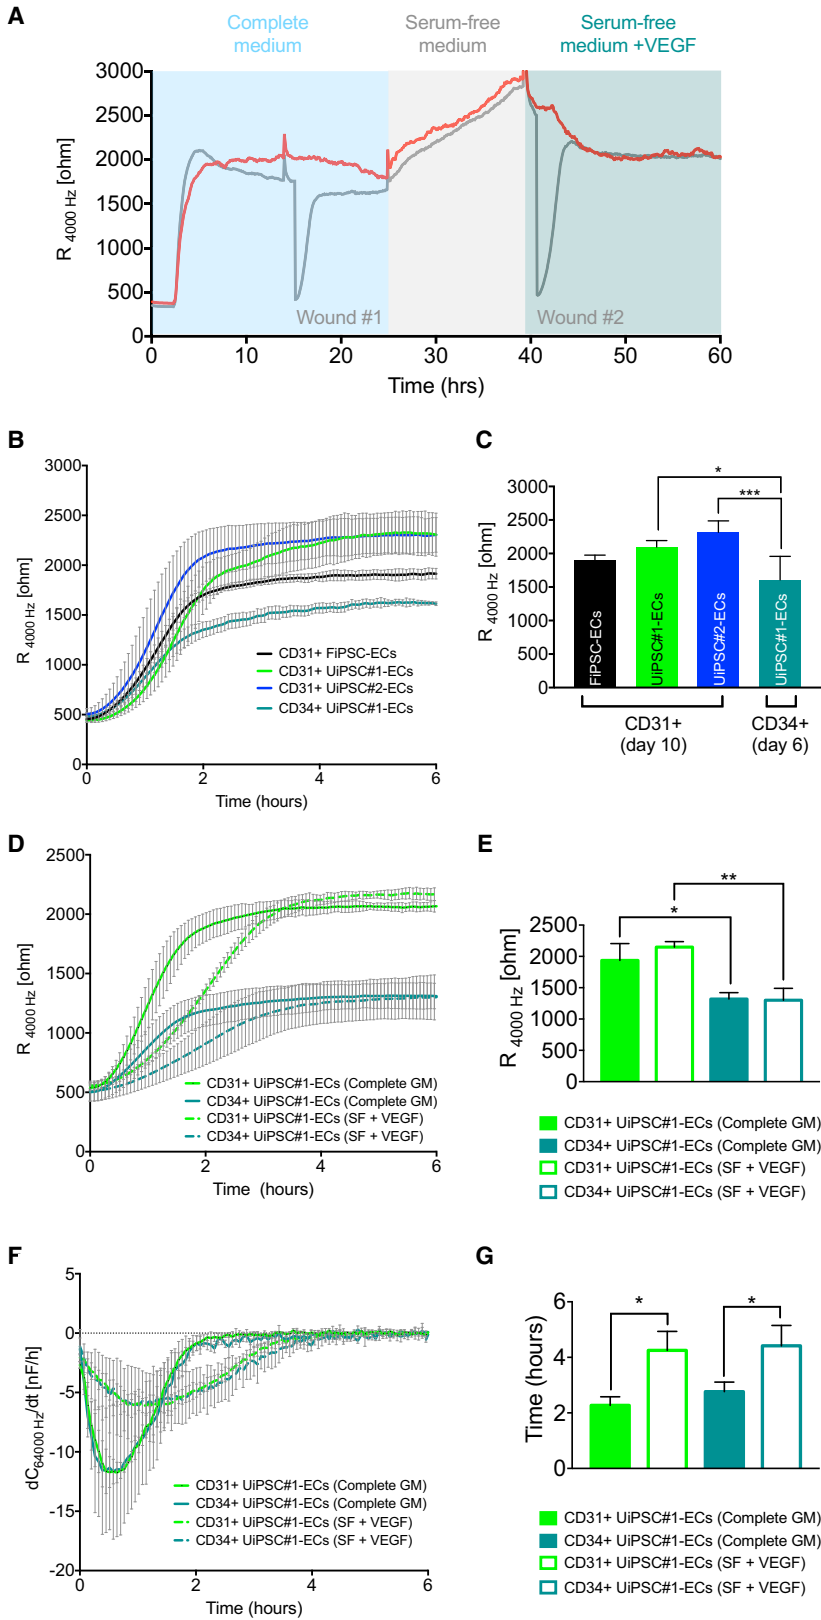 A
Complete medium
Serum-free medium
Serum-free medium +VEGF
R 4000 Hz [ohm]
3000
2500
2000
1500
1000
500
0
Wound #1
Wound #2
0 10 20 30 40 50 60
Time (hrs)
B
R 4000 Hz [ohm]
3000
2500
2000
1500
1000
500
0
CD31+ FiPSC-ECs
CD31+ UiPSC#1-ECs
CD31+ UiPSC#2-ECs
CD34+ UiPSC#1-ECs
0 2 4 6
Time (hours)
C
R 4000 Hz [ohm]
* 
***
3000
2500
2000
1500
1000
500
0
FiPSC-ECs
UiPSC#1-ECs
UiPSC#2-ECs
UiPSC#1-ECs
CD31+ (day 10)
CD34+ (day 6)
D
R 4000 Hz [ohm]
2500
2000
1500
1000
500
0
CD31+ UiPSC#1-ECs (Complete GM)
CD34+ UiPSC#1-ECs (Complete GM)
CD31+ UiPSC#1-ECs (SF + VEGF)
CD34+ UiPSC#1-ECs (SF + VEGF)
0 2 4 6
Time (hours)
E
R 4000 Hz [ohm]
**
*
2500
2000
1500
1000
500
0
CD31+ UiPSC#1-ECs (Complete GM)
CD34+ UiPSC#1-ECs (Complete GM)
CD31+ UiPSC#1-ECs (SF + VEGF)
CD34+ UiPSC#1-ECs (SF + VEGF)
F
dC64000 Hz/dt [nF/h]
5
0
-5
-10
-15
-20
CD31+ UiPSC#1-ECs (Complete GM)
CD34+ UiPSC#1-ECs (Complete GM)
CD31+ UiPSC#1-ECs (SF + VEGF)
CD34+ UiPSC#1-ECs (SF + VEGF)
0 2 4 6
Time (hours)
G
Time (hours)
* *
6
4
2
0
CD31+ UiPSC#1-ECs (Complete GM)
CD34+ UiPSC#1-ECs (Complete GM)
CD31+ UiPSC#1-ECs (SF + VEGF)
CD34+ UiPSC#1-ECs (SF + VEGF)